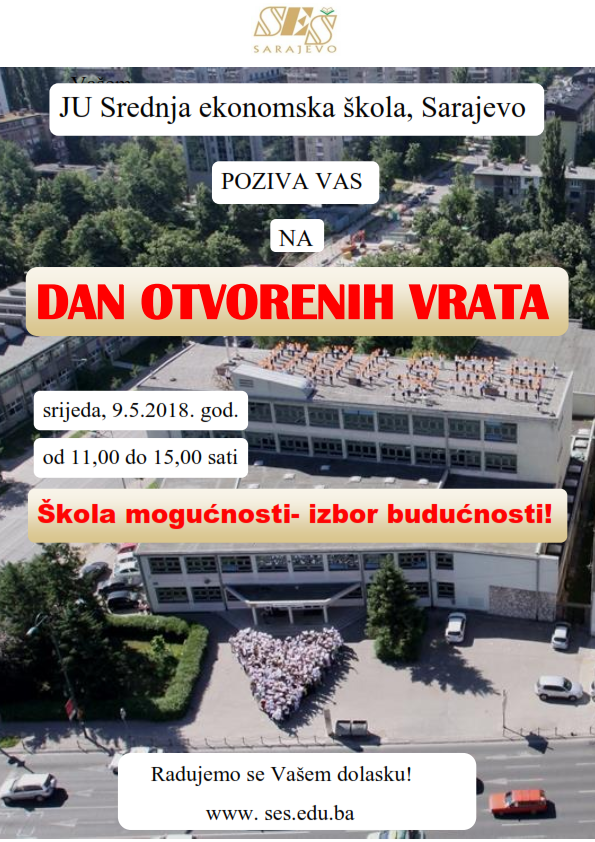 SEŠ
SARAJEVO
JU Srednja ekonomska škola, Sarajevo
POZIVA VAS
NA
DAN OTVORENIH VRATA
srijeda, 9.5.2018. god.
od 11,00 do 15,00 sati
Škola mogućnosti- izbor budućnosti!
Radujemo se Vašem dolasku!
www. ses.edu.ba